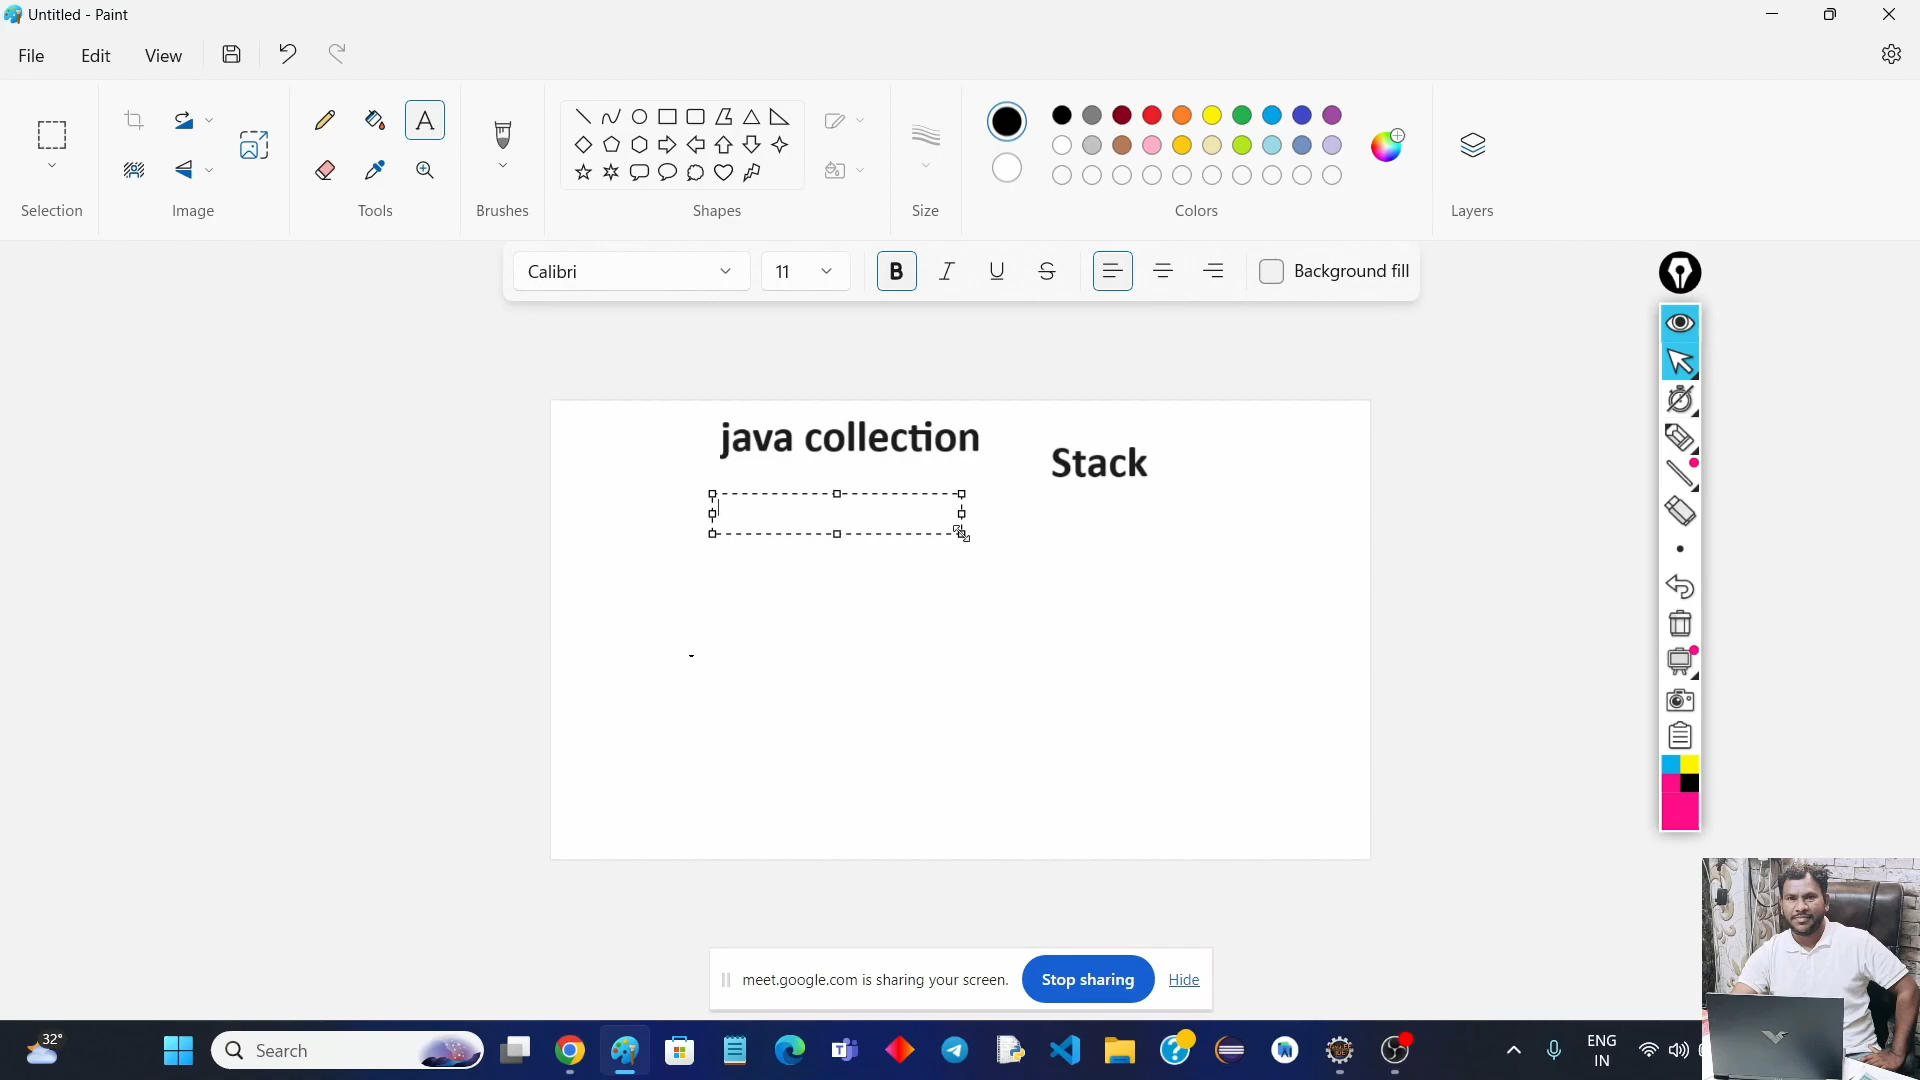 Untitled - Paint
File Edit View
Selection
Image
Tools
Brushes
Shapes
Size
Colors
Layers
Calibri
11
B
Background fill
java collection
Stack
meet.google.com is sharing your screen.
Stop sharing
Hide
32°
Search
ENG
IN